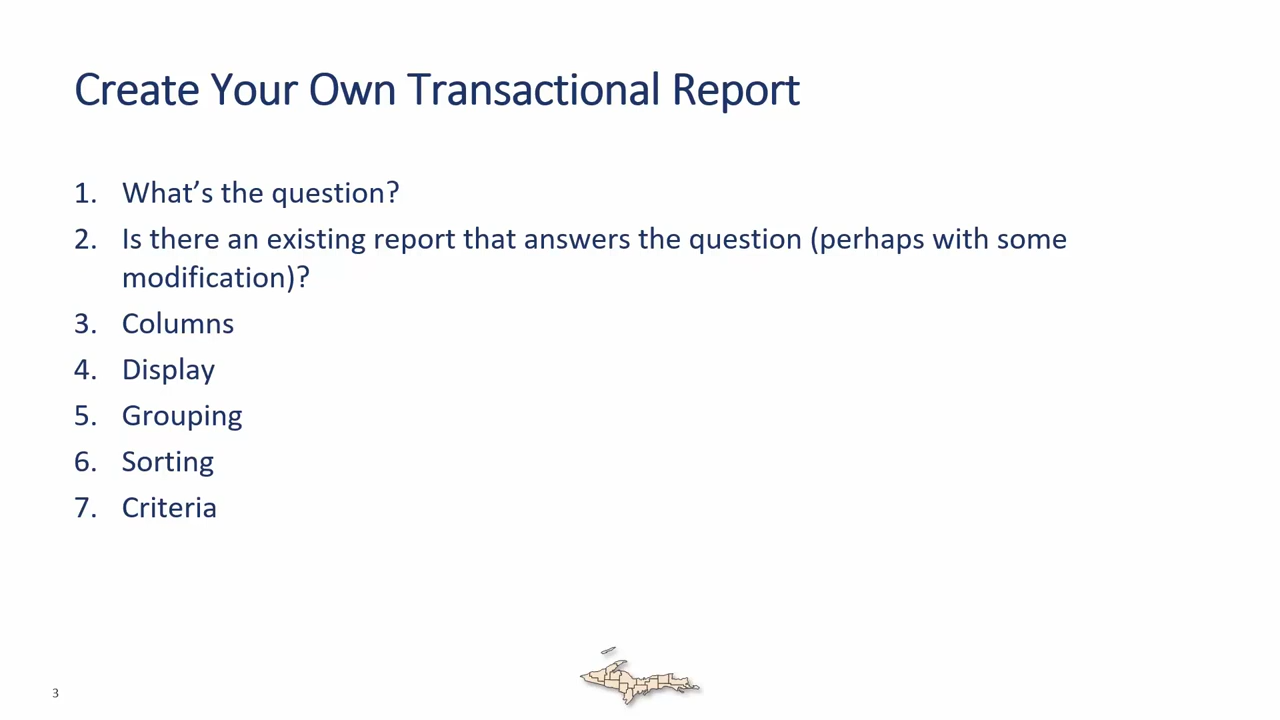 Create Your Own Transactional Report
1. What’s the question?
2. Is there an existing report that answers the question (perhaps with some
modification)?
3. Columns
4. Display
5. Grouping
6. Sorting
7. Criteria
3